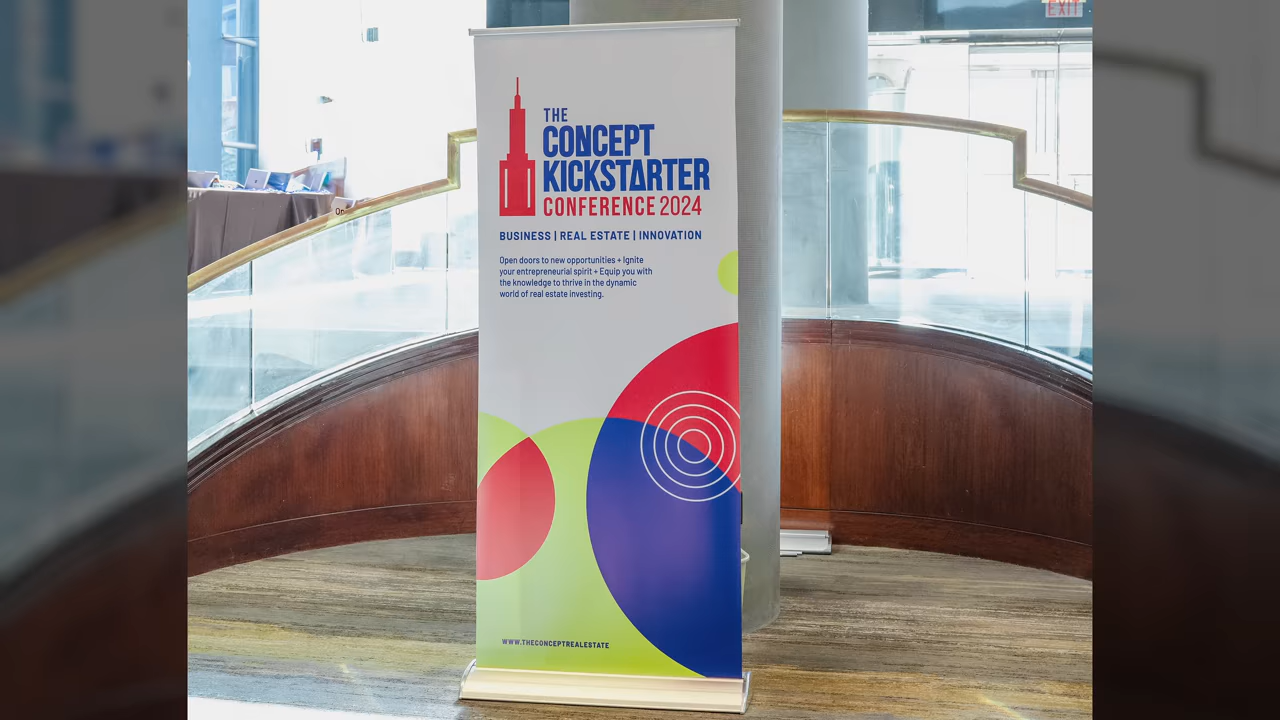 EXIT
THE
CONCEPT
KICKSTARTER
CONFERENCE 2024
BUSINESS | REAL ESTATE | INNOVATION
Open doors to new opportunities + Ignite
your entrepreneurial spirit + Equip you with
the knowledge to thrive in the dynamic
world of real estate investing.
WWW.THECONCEPTREALESTATE